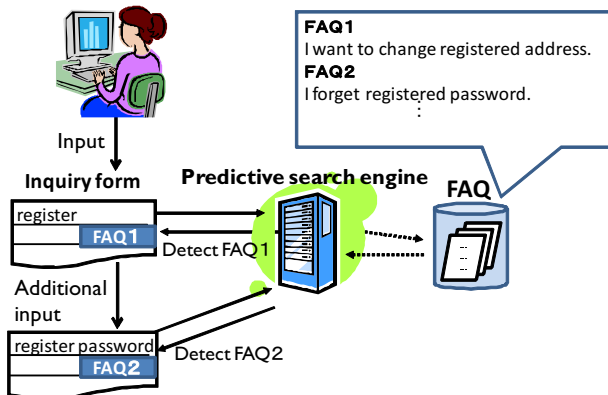 FAQ1
I want to change registered address.
FAQ2
I forget registered password.
⋮
Input
Inquiry form
Predictive search engine
FAQ
register
FAQ1
Detect FAQ1
Additional
input
register password
FAQ2
Detect FAQ2